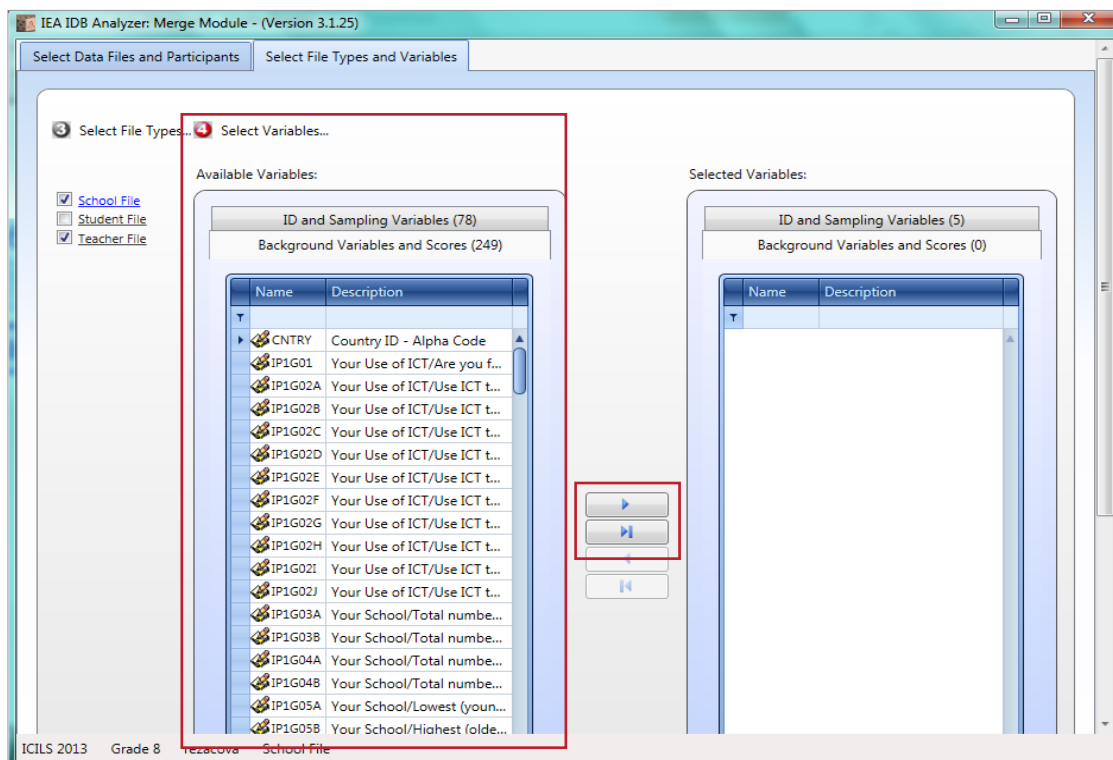 IEA IDB Analyzer: Merge Module - (Version 3.1.25)
Select Data Files and Participants Select File Types and Variables
3 Select File Types... 4 Select Variables...
Available Variables: Selected Variables:
School File
Student File
Teacher File
ID and Sampling Variables (78)
Background Variables and Scores (249)
Name Description
CNTRY Country ID - Alpha Code
IP1G01 Your Use of ICT/Are you f...
IP1G02A Your Use of ICT/Use ICT t...
IP1G02B Your Use of ICT/Use ICT t...
IP1G02C Your Use of ICT/Use ICT t...
IP1G02D Your Use of ICT/Use ICT t...
IP1G02E Your Use of ICT/Use ICT t...
IP1G02F Your Use of ICT/Use ICT t...
IP1G02G Your Use of ICT/Use ICT t...
IP1G02H Your Use of ICT/Use ICT t...
IP1G02I Your Use of ICT/Use ICT t...
IP1G02J Your Use of ICT/Use ICT t...
IP1G03A Your School/Total numbe...
IP1G03B Your School/Total numbe...
IP1G04A Your School/Total numbe...
IP1G04B Your School/Total numbe...
IP1G05A Your School/Lowest (youn...
IP1G05B Your School/Highest (olde...
ID and Sampling Variables (5)
Background Variables and Scores (0)
Name Description
ICILS 2013 Grade 8 Tezacova School File